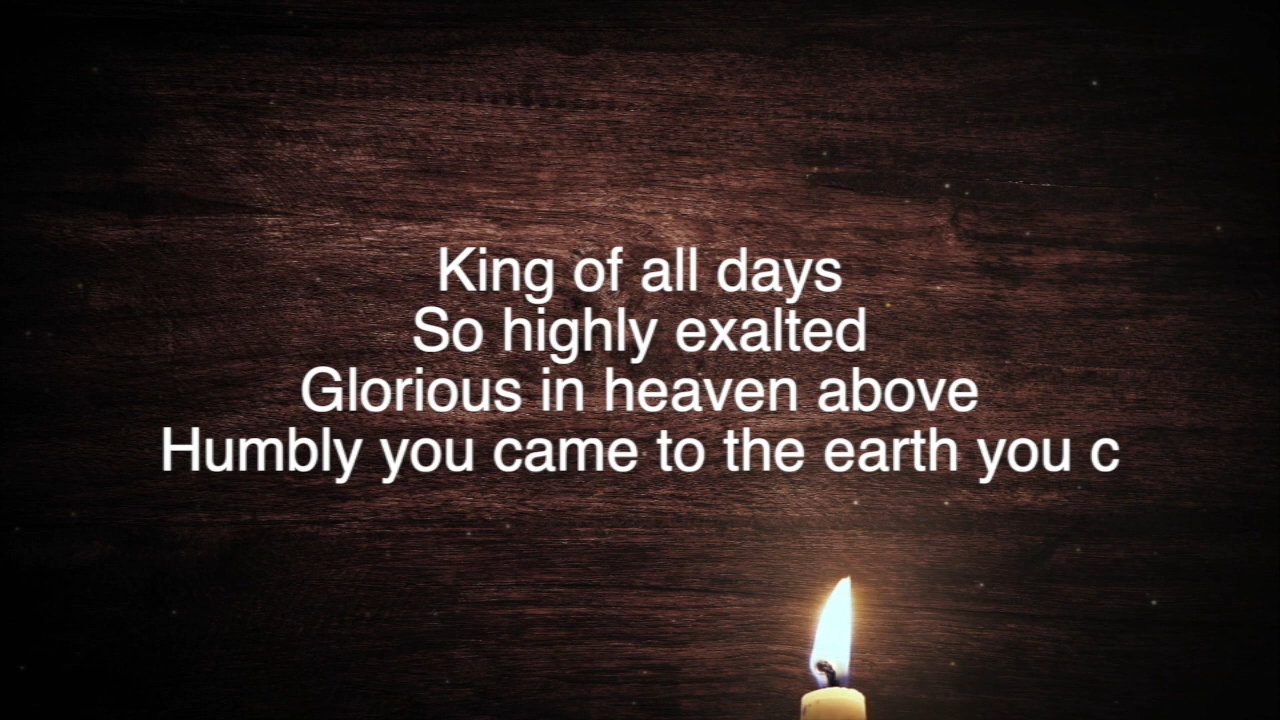 King of all days
So highly exalted
Glorious in heaven above
Humbly you came to the earth you c